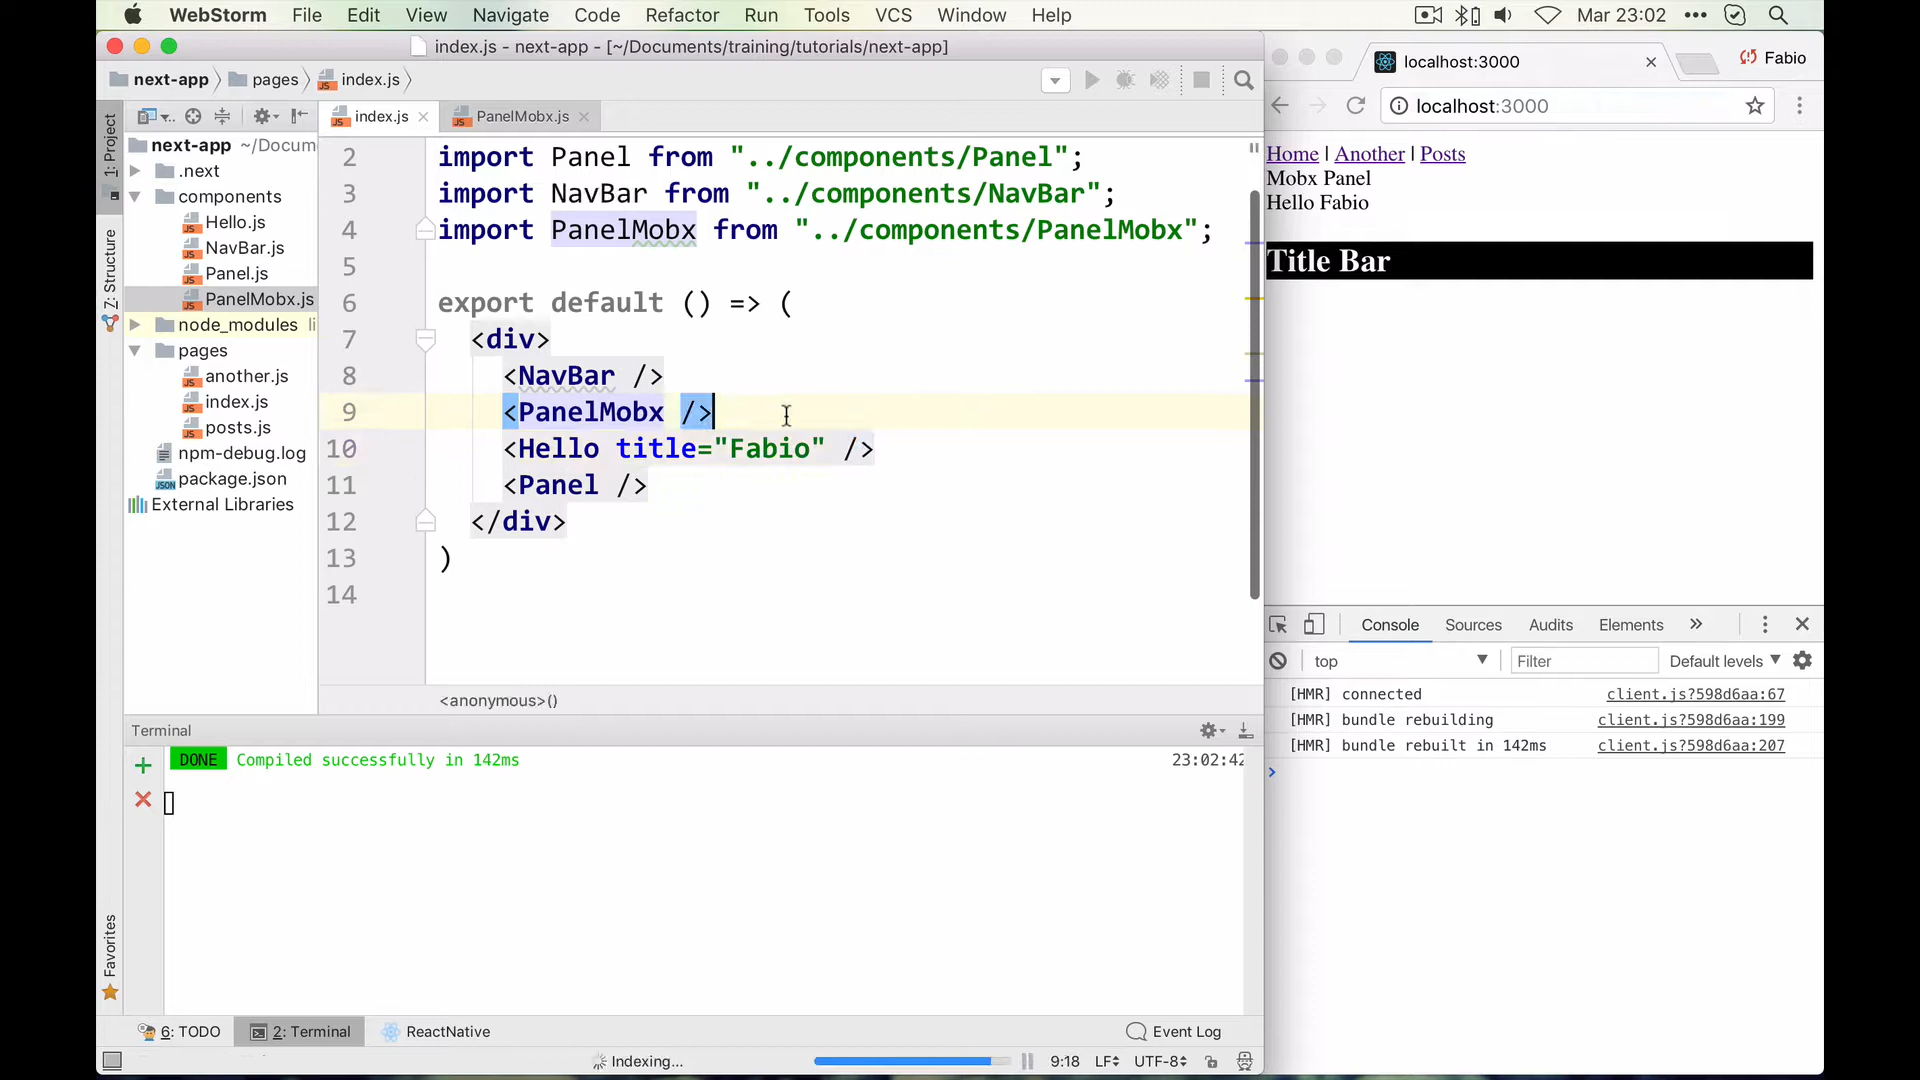 WebStorm File Edit View Navigate Code Refactor Run Tools VCS Window Help Mar 23:02
index.js - next-app - [~/Documents/training/tutorials/next-app]
next-app pages index.js
1: Project
Z: Structure
Favorites
next-app ~/Docum
.next
components
Hello.js
NavBar.js
Panel.js
PanelMobx.js
node_modules li
pages
another.js
index.js
posts.js
npm-debug.log
package.json
External Libraries
index.js PanelMobx.js
2 import Panel from "../components/Panel";
3 import NavBar from "../components/NavBar";
4 import PanelMobx from "../components/PanelMobx";
5
6 export default () => (
7 <div>
8 <NavBar />
9 <PanelMobx />
10 <Hello title="Fabio" />
11 <Panel />
12 </div>
13 )
14
<anonymous>()
Terminal
DONE Compiled successfully in 142ms 23:02:42
6: TODO 2: Terminal ReactNative Event Log
Indexing... 9:18 LF UTF-8
localhost:3000 Fabio
localhost:3000
Home | Another | Posts
Mobx Panel
Hello Fabio
Title Bar
Console Sources Audits Elements »
top Filter Default levels
[HMR] connected client.js?598d6aa:67
[HMR] bundle rebuilding client.js?598d6aa:199
[HMR] bundle rebuilt in 142ms client.js?598d6aa:207
>